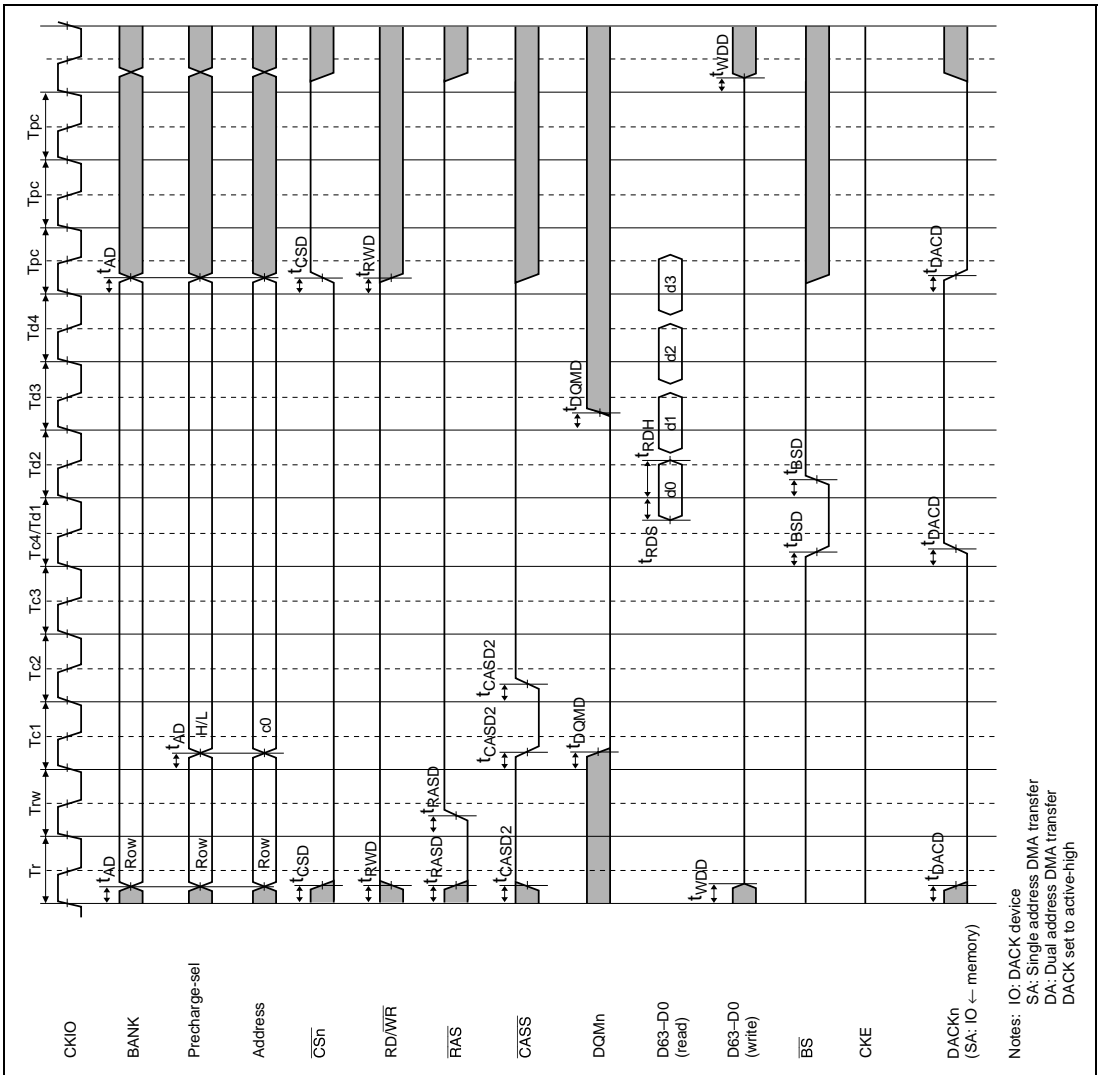 Tr
Trw
Tc1
Tc2
Tc3
Tc4/Td1
Td2
Td3
Td4
Tpc
Tpc
Tpc
CKIO
BANK
tAD
Row
tAD
Precharge-sel
Row
tAD
H/L
Address
Row
c0
CSn
tCSD
tCSD
RD/WR
tRWD
tRWD
RAS
tRASD
tRASD
CASS
tCASD2
tCASD2
tCASD2
DQMn
tDQMD
tDQMD
D63–D0
(read)
tRDS
tRDH
d0
d1
d2
d3
D63–D0
(write)
tWDD
tWDD
BS
tBSD
tBSD
CKE
DACKn
(SA: IO ← memory)
tDACD
tDACD
tDACD
Notes: IO: DACK device
SA: Single address DMA transfer
DA: Dual address DMA transfer
DACK set to active-high